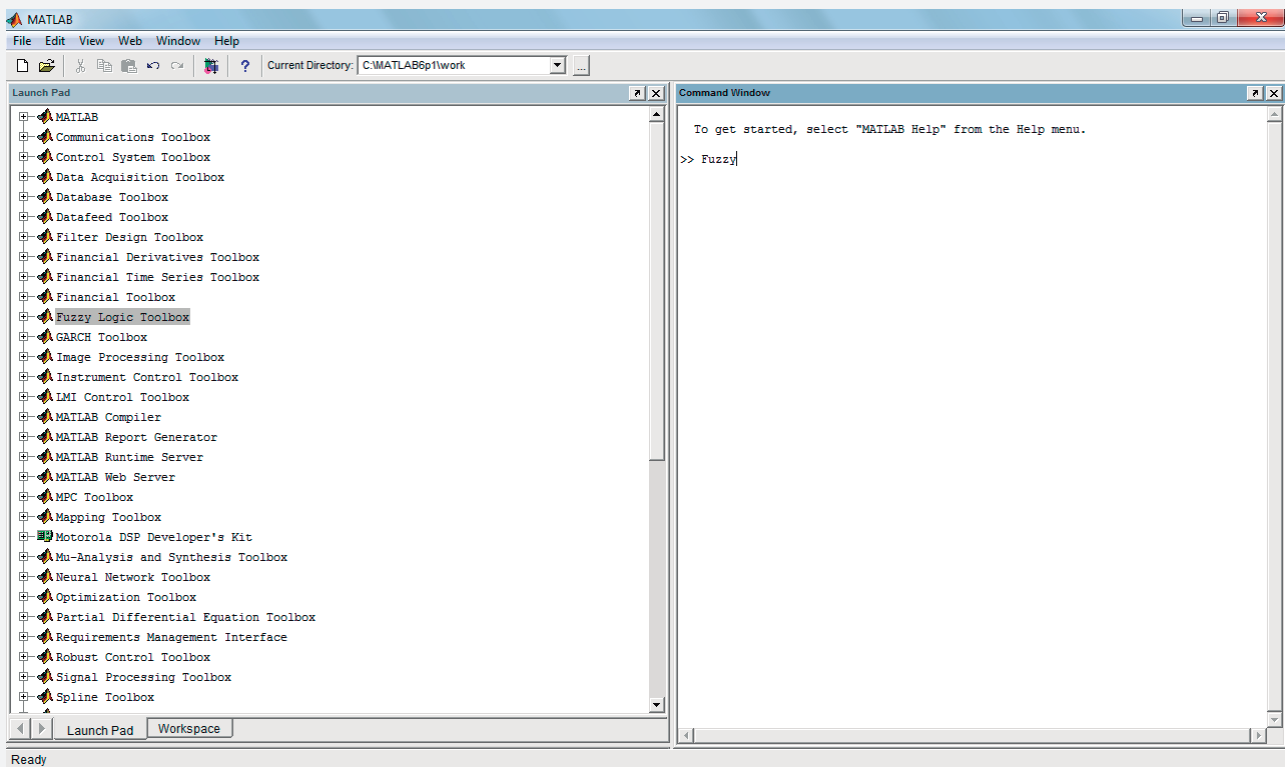 MATLAB
File Edit View Web Window Help
? Current Directory: C:\MATLAB6p1\work ...
Launch Pad
MATLAB
Communications Toolbox
Control System Toolbox
Data Acquisition Toolbox
Database Toolbox
Datafeed Toolbox
Filter Design Toolbox
Financial Derivatives Toolbox
Financial Time Series Toolbox
Financial Toolbox
Fuzzy Logic Toolbox
GARCH Toolbox
Image Processing Toolbox
Instrument Control Toolbox
LMI Control Toolbox
MATLAB Compiler
MATLAB Report Generator
MATLAB Runtime Server
MATLAB Web Server
MPC Toolbox
Mapping Toolbox
Motorola DSP Developer's Kit
Mu-Analysis and Synthesis Toolbox
Neural Network Toolbox
Optimization Toolbox
Partial Differential Equation Toolbox
Requirements Management Interface
Robust Control Toolbox
Signal Processing Toolbox
Spline Toolbox
Launch Pad Workspace
Command Window
To get started, select "MATLAB Help" from the Help menu.
>> Fuzzy
Ready